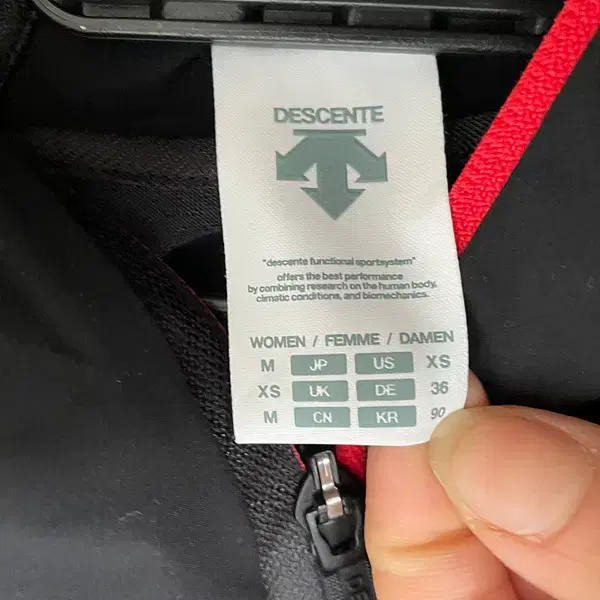 DESCENTE
"descente functional sportsystem"
offers the best performance
by combining research on the human body,
climatic conditions, and biomechanics.
WOMEN / FEMME / DAMEN
M JP US XS
XS UK DE 36
M CN KR 90
DE